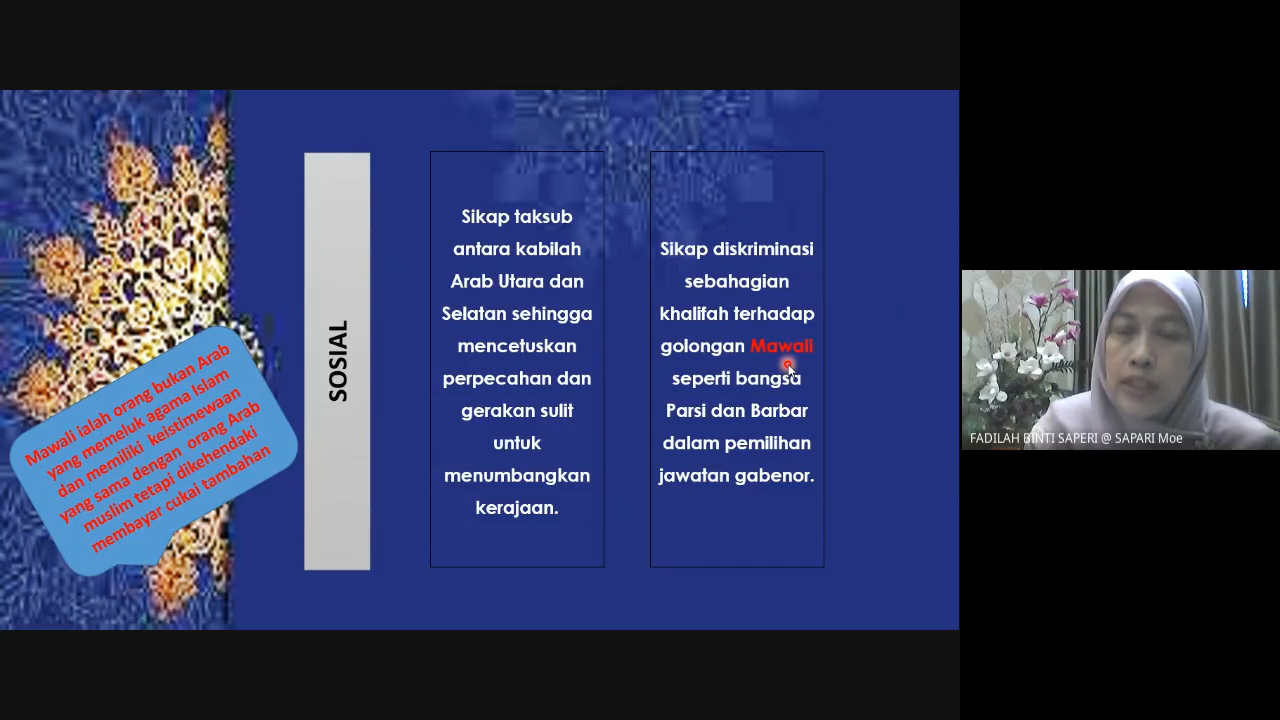 SOSIAL
Sikap taksub
antara kabilah
Arab Utara dan
Selatan sehingga
mencetuskan
perpecahan dan
gerakan sulit
untuk
menumbangkan
kerajaan.
Sikap diskriminasi
sebahagian
khalifah terhadap
golongan Mawali
seperti bangsa
Parsi dan Barbar
dalam pemilihan
jawatan gabenor.
Mawali ialah orang bukan Arab
yang memeluk agama Islam
dan memiliki keistimewaan
yang sama dengan orang Arab
muslim tetapi dikehendaki
membayar cukai tambahan
FADILAH BINTI SAPERI @ SAPARI Moe